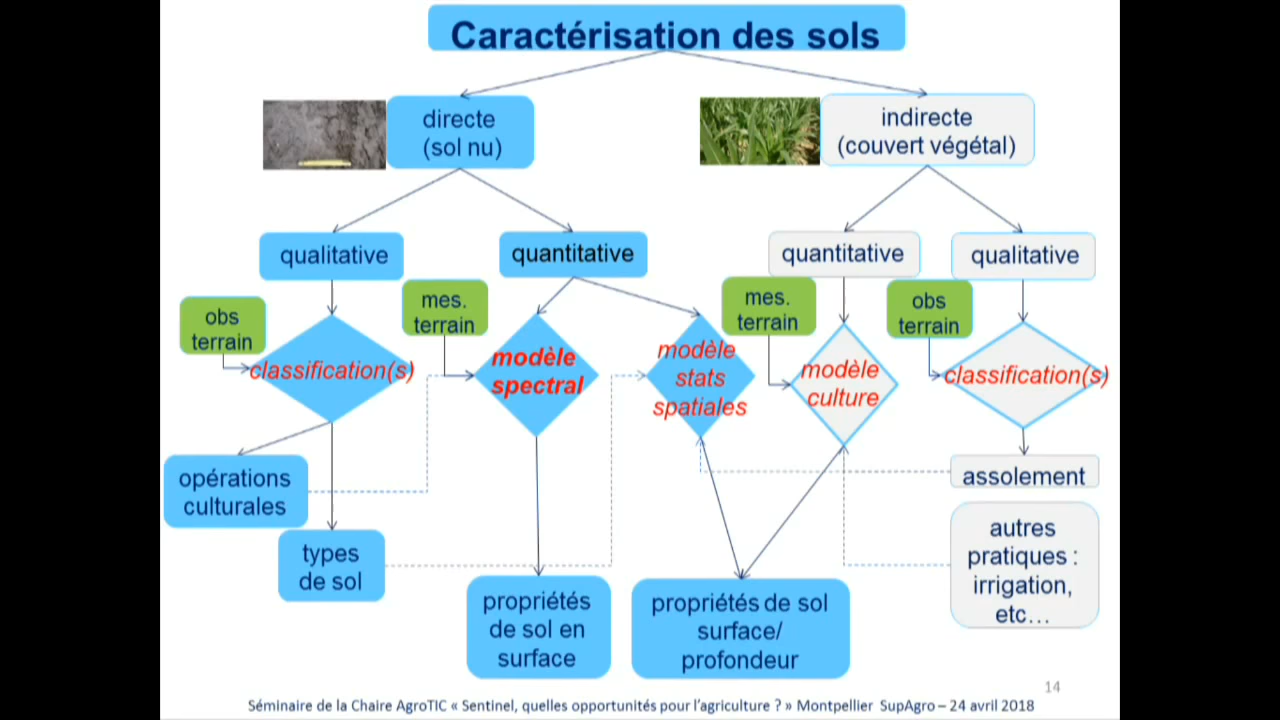 Caractérisation des sols
directe
(sol nu)
indirecte
(couvert végétal)
qualitative
quantitative
quantitative
qualitative
obs
terrain
mes.
terrain
mes.
terrain
obs
terrain
classification(s)
modèle
spectral
modèle
stats
spatiales
modèle
culture
classification(s)
opérations
culturales
assolement
types
de sol
autres
pratiques :
irrigation,
etc...
propriétés
de sol en
surface
propriétés de sol
surface/
profondeur
14
Séminaire de la Chaire AgroTIC « Sentinel, quelles opportunités pour l'agriculture ? » Montpellier SupAgro – 24 avril 2018